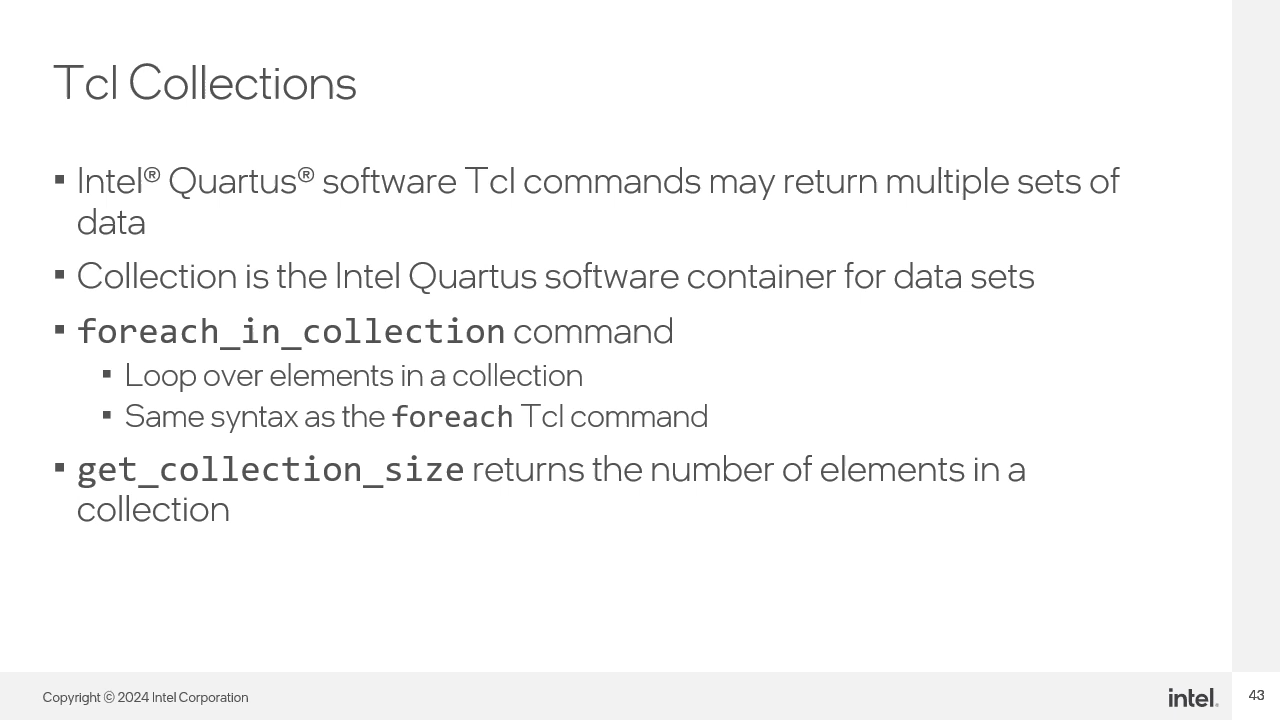 Tcl Collections
▪ Intel® Quartus® software Tcl commands may return multiple sets of
data
▪ Collection is the Intel Quartus software container for data sets
▪ foreach_in_collection command
▪ Loop over elements in a collection
▪ Same syntax as the foreach Tcl command
▪ get_collection_size returns the number of elements in a
collection
Copyright © 2024 Intel Corporation
intel.
43